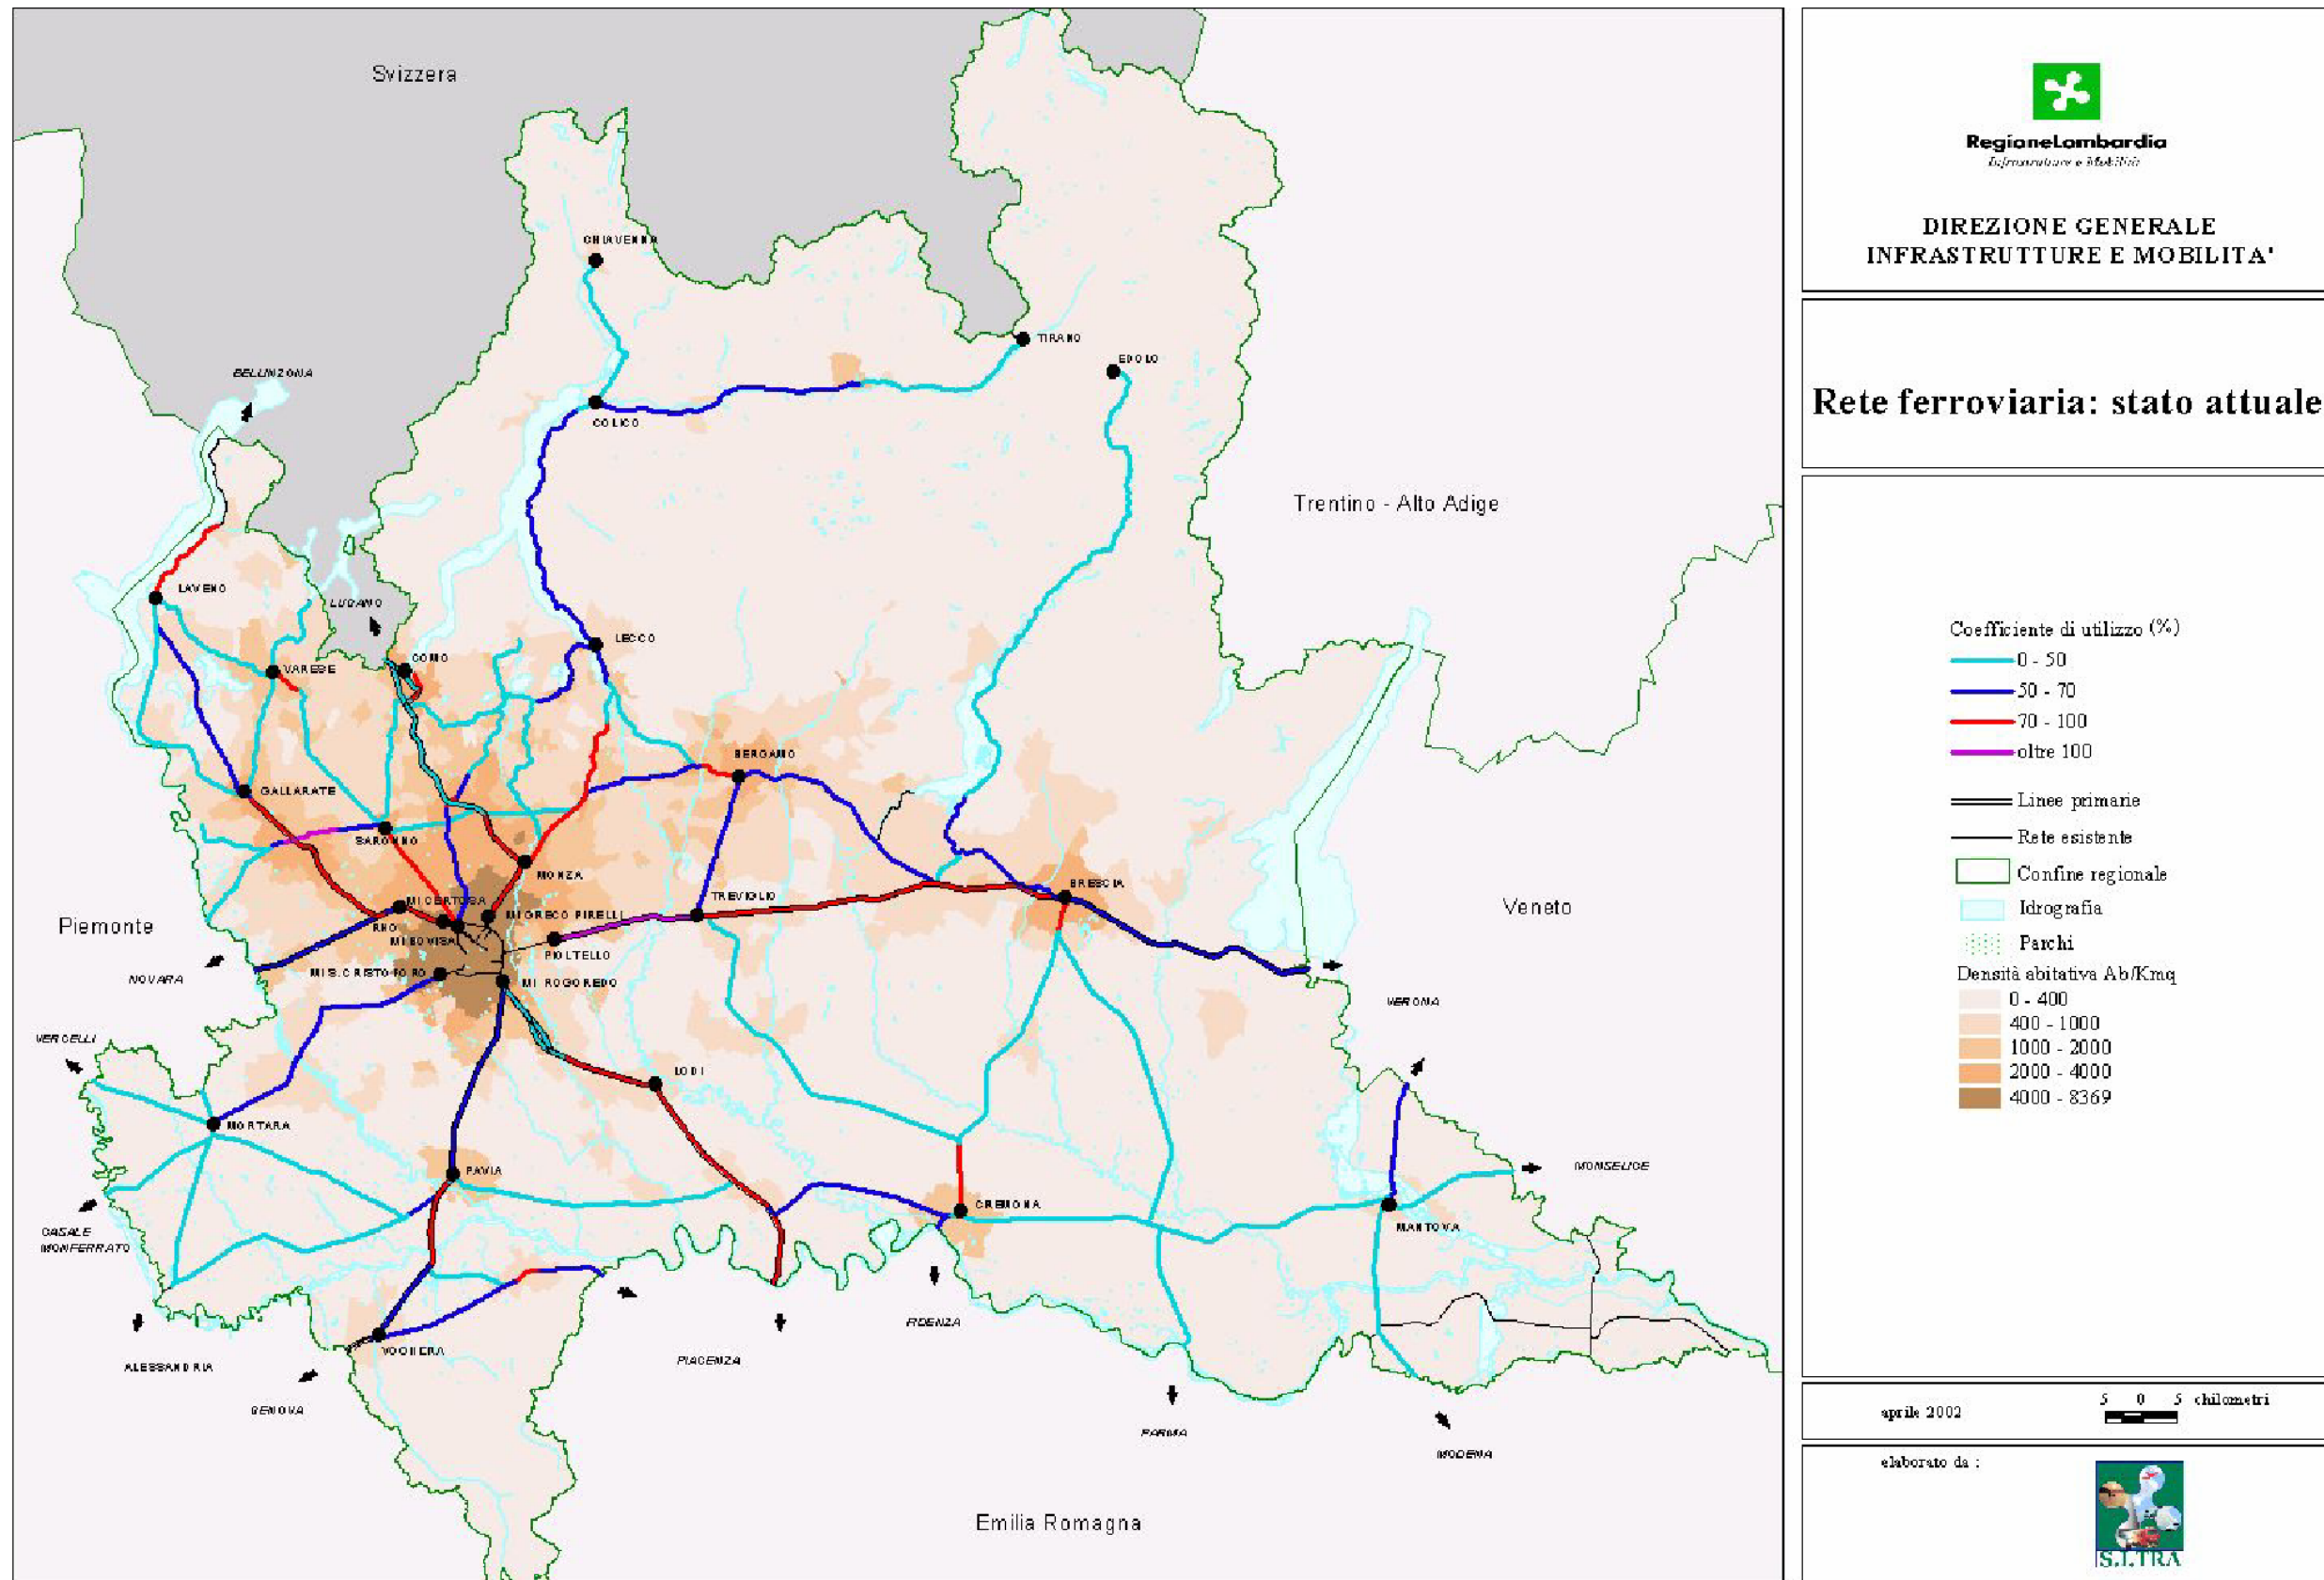 Svizzera
CHIAVENNA
TIRANO
EDOLO
BELLINZONA
COLICO
Trentino - Alto Adige
LAVENO
LUGANO
LECCO
COMO
VARESE
BERGAMO
GALLARATE
SARONNO
MONZA
BRESCIA
TREVIGLIO
MI CERTOSA
MI GRECO PIRELLI
Veneto
Piemonte
RHO
MI BOVISA
PIOLTELLO
MI S. CRISTOFORO
NOVARA
MI ROGOREDO
VERONA
VERCELLI
LODI
MORTARA
PAVIA
MONSELICE
CREMONA
MANTOVA
CASALE
MONFERRATO
FIDENZA
VOGHERA
PIACENZA
ALESSANDRIA
GENOVA
PARMA
MODENA
Emilia Romagna
RegioneLombardia
Infrastrutture e Mobilità
DIREZIONE GENERALE
INFRASTRUTTURE E MOBILITA'
Rete ferroviaria: stato attuale
Coefficiente di utilizzo (%)
0 - 50
50 - 70
70 - 100
oltre 100
Linee primarie
Rete esistente
Confine regionale
Idrografia
Parchi
Densità abitativa Ab/Kmq
0 - 400
400 - 1000
1000 - 2000
2000 - 4000
4000 - 8369
aprile 2002
5 0 5 chilometri
elaborato da :
S.I.TRA